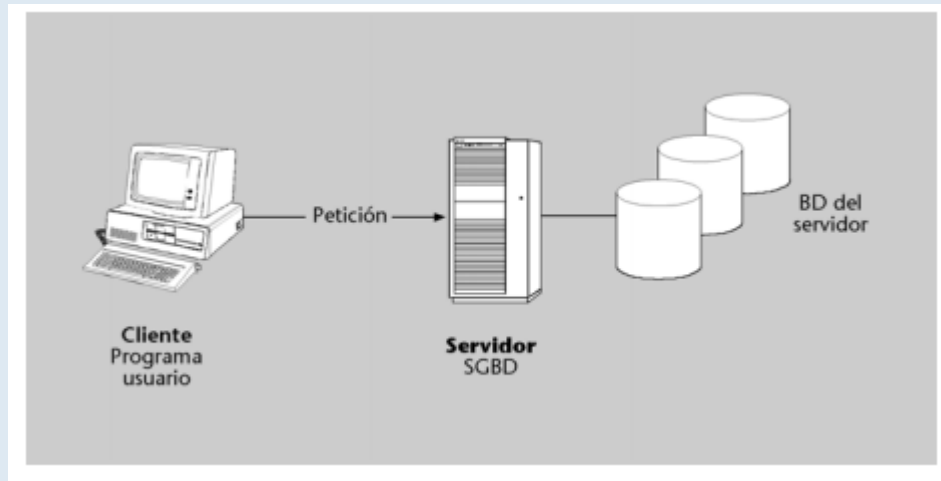 Petición
BD del
servidor
Cliente
Programa
usuario
Servidor
SGBD